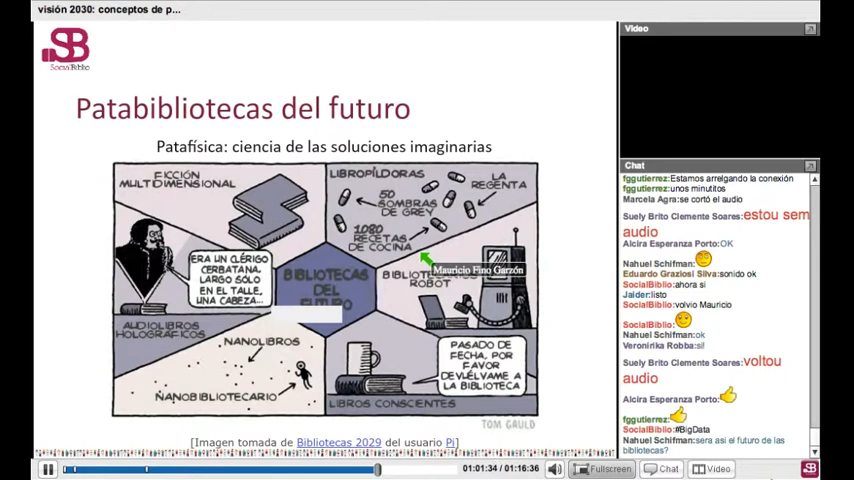 visión 2030: conceptos de p...
SB
SocialBiblio
Patabibliotecas del futuro
Patafísica: ciencia de las soluciones imaginarias
FICCIÓN
MULTIDIMENSIONAL
LIBROPÍLDORAS
LA
REGENTA
50
SOMBRAS
DE GREY
1080
RECETAS
DE COCINA
ERA UN CLÉRIGO
CERBATANA,
LARGO SÓLO
EN EL TALLE,
UNA CABEZA...
AUDIOLIBROS
HOLOGRÁFICOS
BIBLIOTECAS
DEL
FUTURO
Mauricio Fino Garzón
ROBOT
NANOLIBROS
NANOBIBLIOTECARIO
PASADO DE
FECHA, POR
FAVOR
DEVUÉLVAME A
LA BIBLIOTECA
LIBROS CONSCIENTES
TOM GAULD
[Imagen tomada de Bibliotecas 2029 del usuario Pi]
Video
Chat
fggutierrez:Estamos arreglando la conexión
fggutierrez:unos minutitos
Marcela Agra:se cortó el audio
Suely Brito Clemente Soares:estou sem
audio
Alcira Esperanza Porto:OK
Nahuel Schifman:
Eduardo Graziosi Silva:sonido ok
SocialBiblio:ahora si
Jaider:listo
SocialBiblio:volvio Mauricio
SocialBiblio:
Nahuel Schifman:ok
Veronirika Robba:si!
Suely Brito Clemente Soares:voltou
audio
Alcira Esperanza Porto:
fggutierrez:
SocialBiblio:#BigData
Nahuel Schifman:sera asi el futuro de las
bibliotecas?
01:01:34 / 01:16:36
Fullscreen
Chat
Video
SB